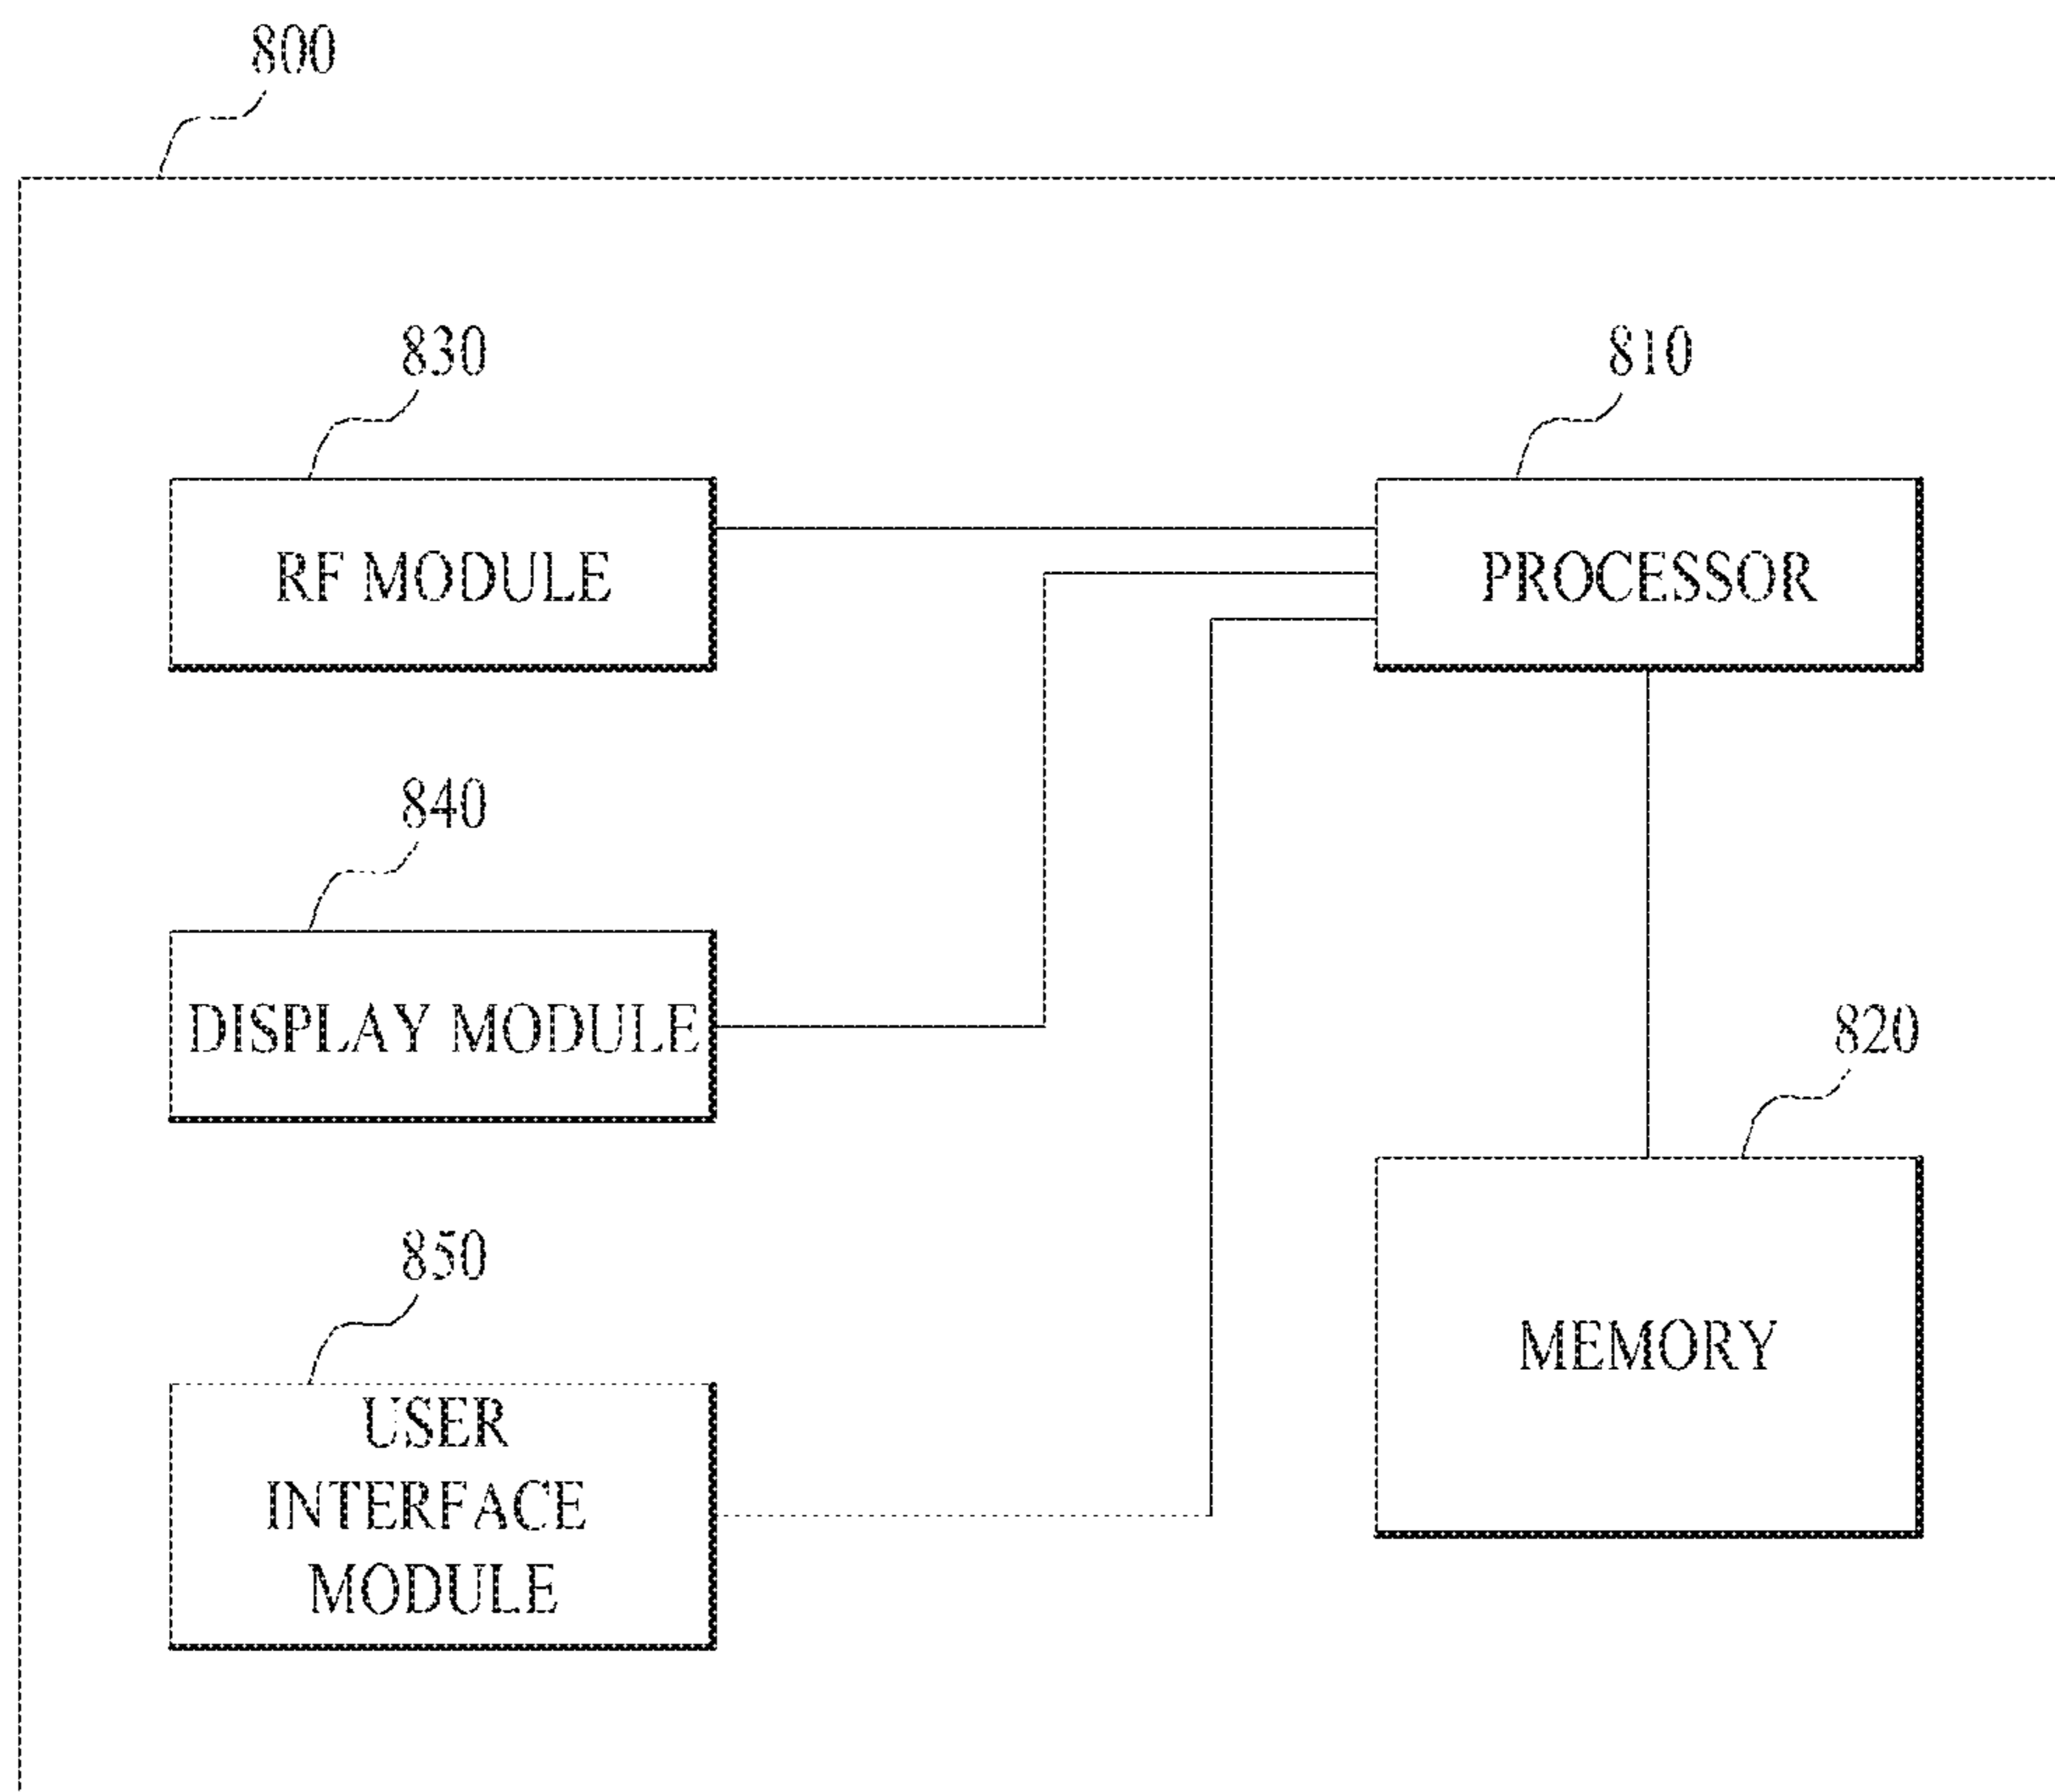 800
830
810
RF MODULE
PROCESSOR
840
DISPLAY MODULE
820
850
MEMORY
USER
INTERFACE
MODULE